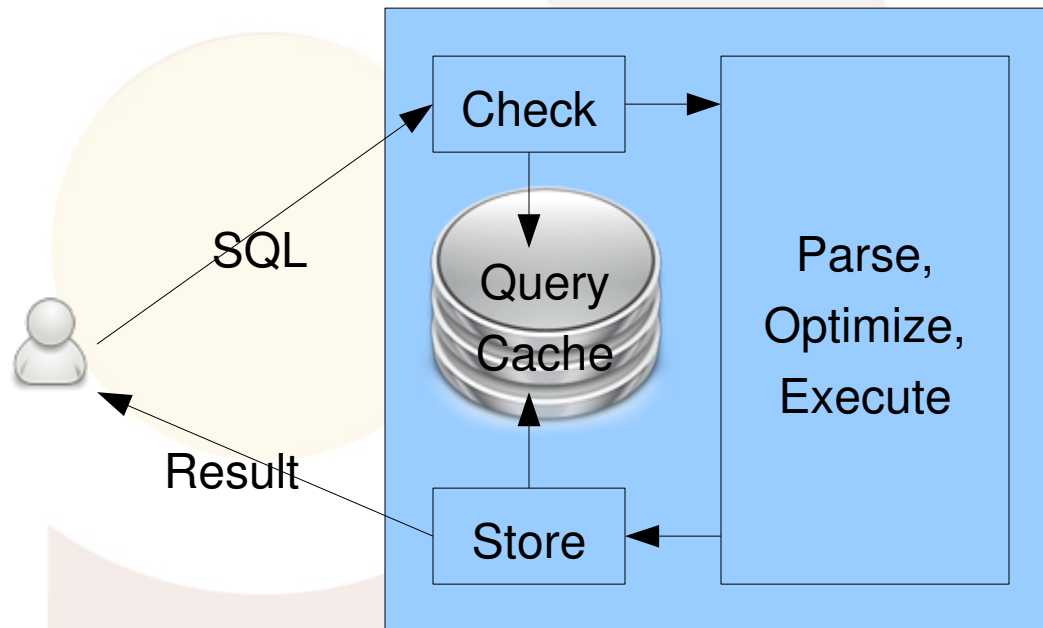 Check
SQL
Query
Cache
Parse,
Optimize,
Execute
Result
Store